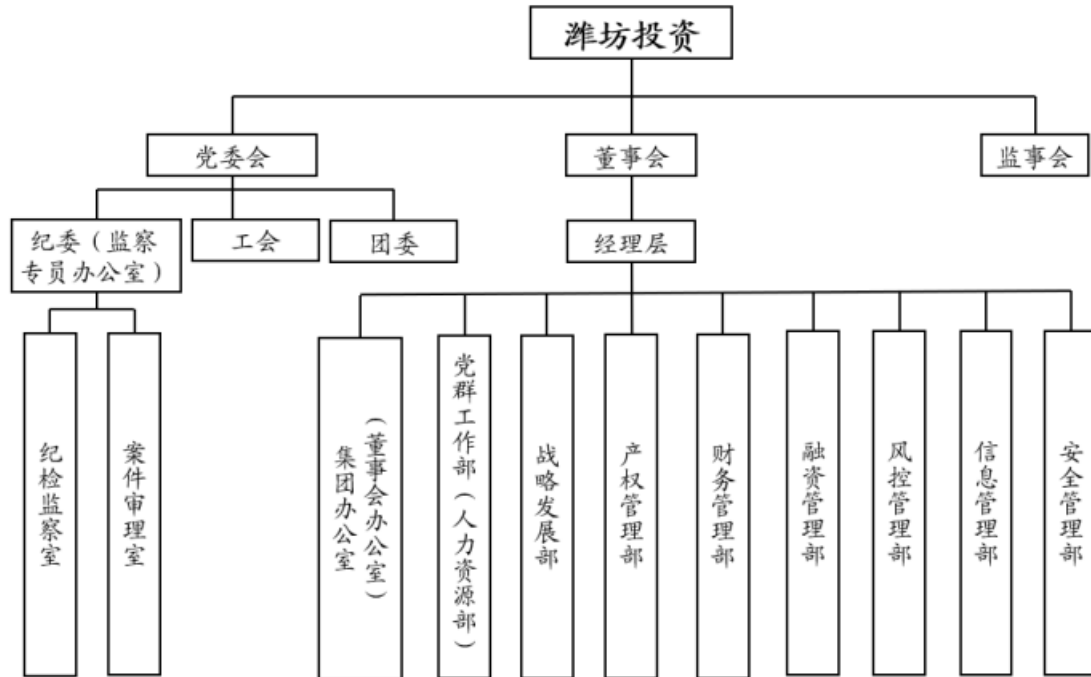 潍坊投资
党委会
董事会
监事会
纪委（监察
专员办公室）
工会
团委
经理层
纪检监察室
案件审理室
集团办公室
（董事会办公室）
党群工作部（人力资源部）
战略发展部
产权管理部
财务管理部
融资管理部
风控管理部
信息管理部
安全管理部